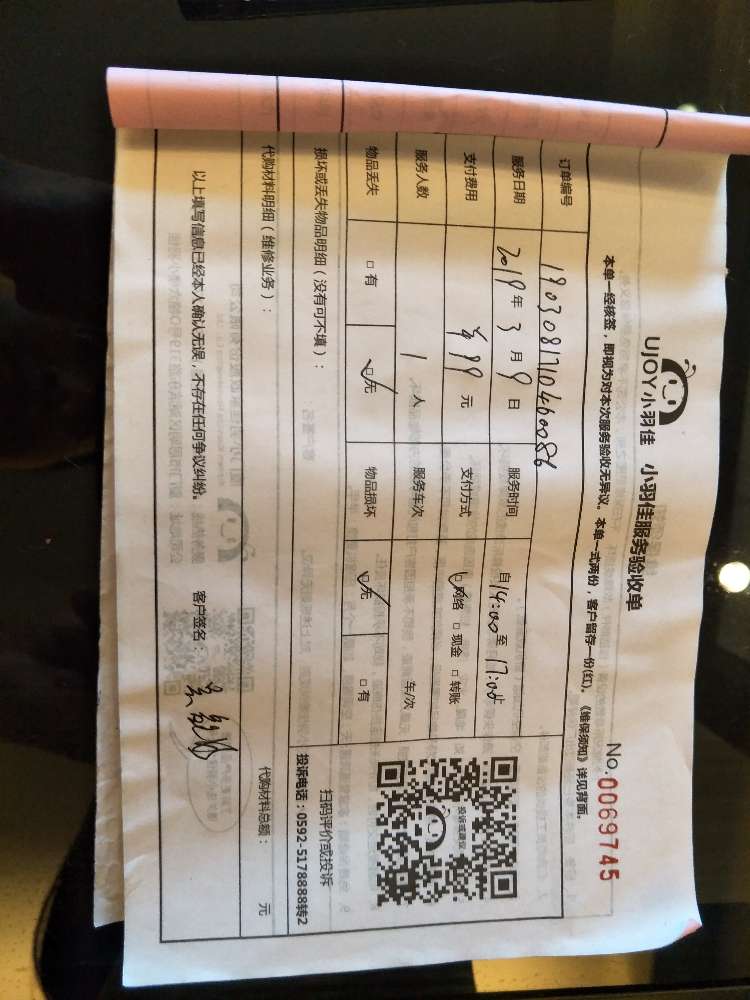 UJOY小羽佳 小羽佳服务验收单
No.0069745
本单一经核签，即视为对本次服务验收无异议。本单一式两份，客户留存一份(红)。《维保须知》详见背面。
订单编号 1903081710460086
服务日期 2019年3月9日 服务时间 自14:00至17:00
支付费用 ¥99元 支付方式 ☑网络 □现金 □转账
服务人数 1人 服务车次 车/次
物品丢失 □有 ☑无 物品损坏 ☑无 □有
投诉或建议
扫码评价或投诉
投诉电话：0592-5178888转2
损坏或丢失物品明细（没有可不填）：
代购材料明细（维修业务）： 代购材料总额： 元
以上填写信息已经本人确认无误，不存在任何争议纠纷。 客户签名：